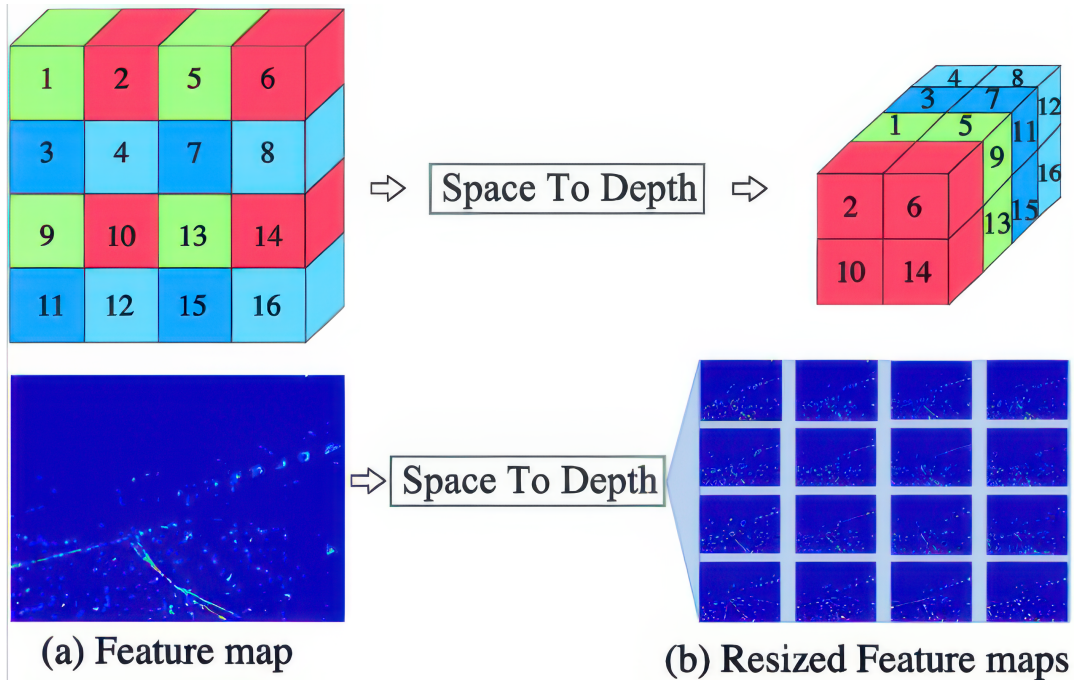 1 2 5 6
3 4 7 8
9 10 13 14
11 12 15 16
Space To Depth
4 8
3 7 12
1 5 11
9 16
2 6 15
13
10 14
Space To Depth
(a) Feature map
(b) Resized Feature maps